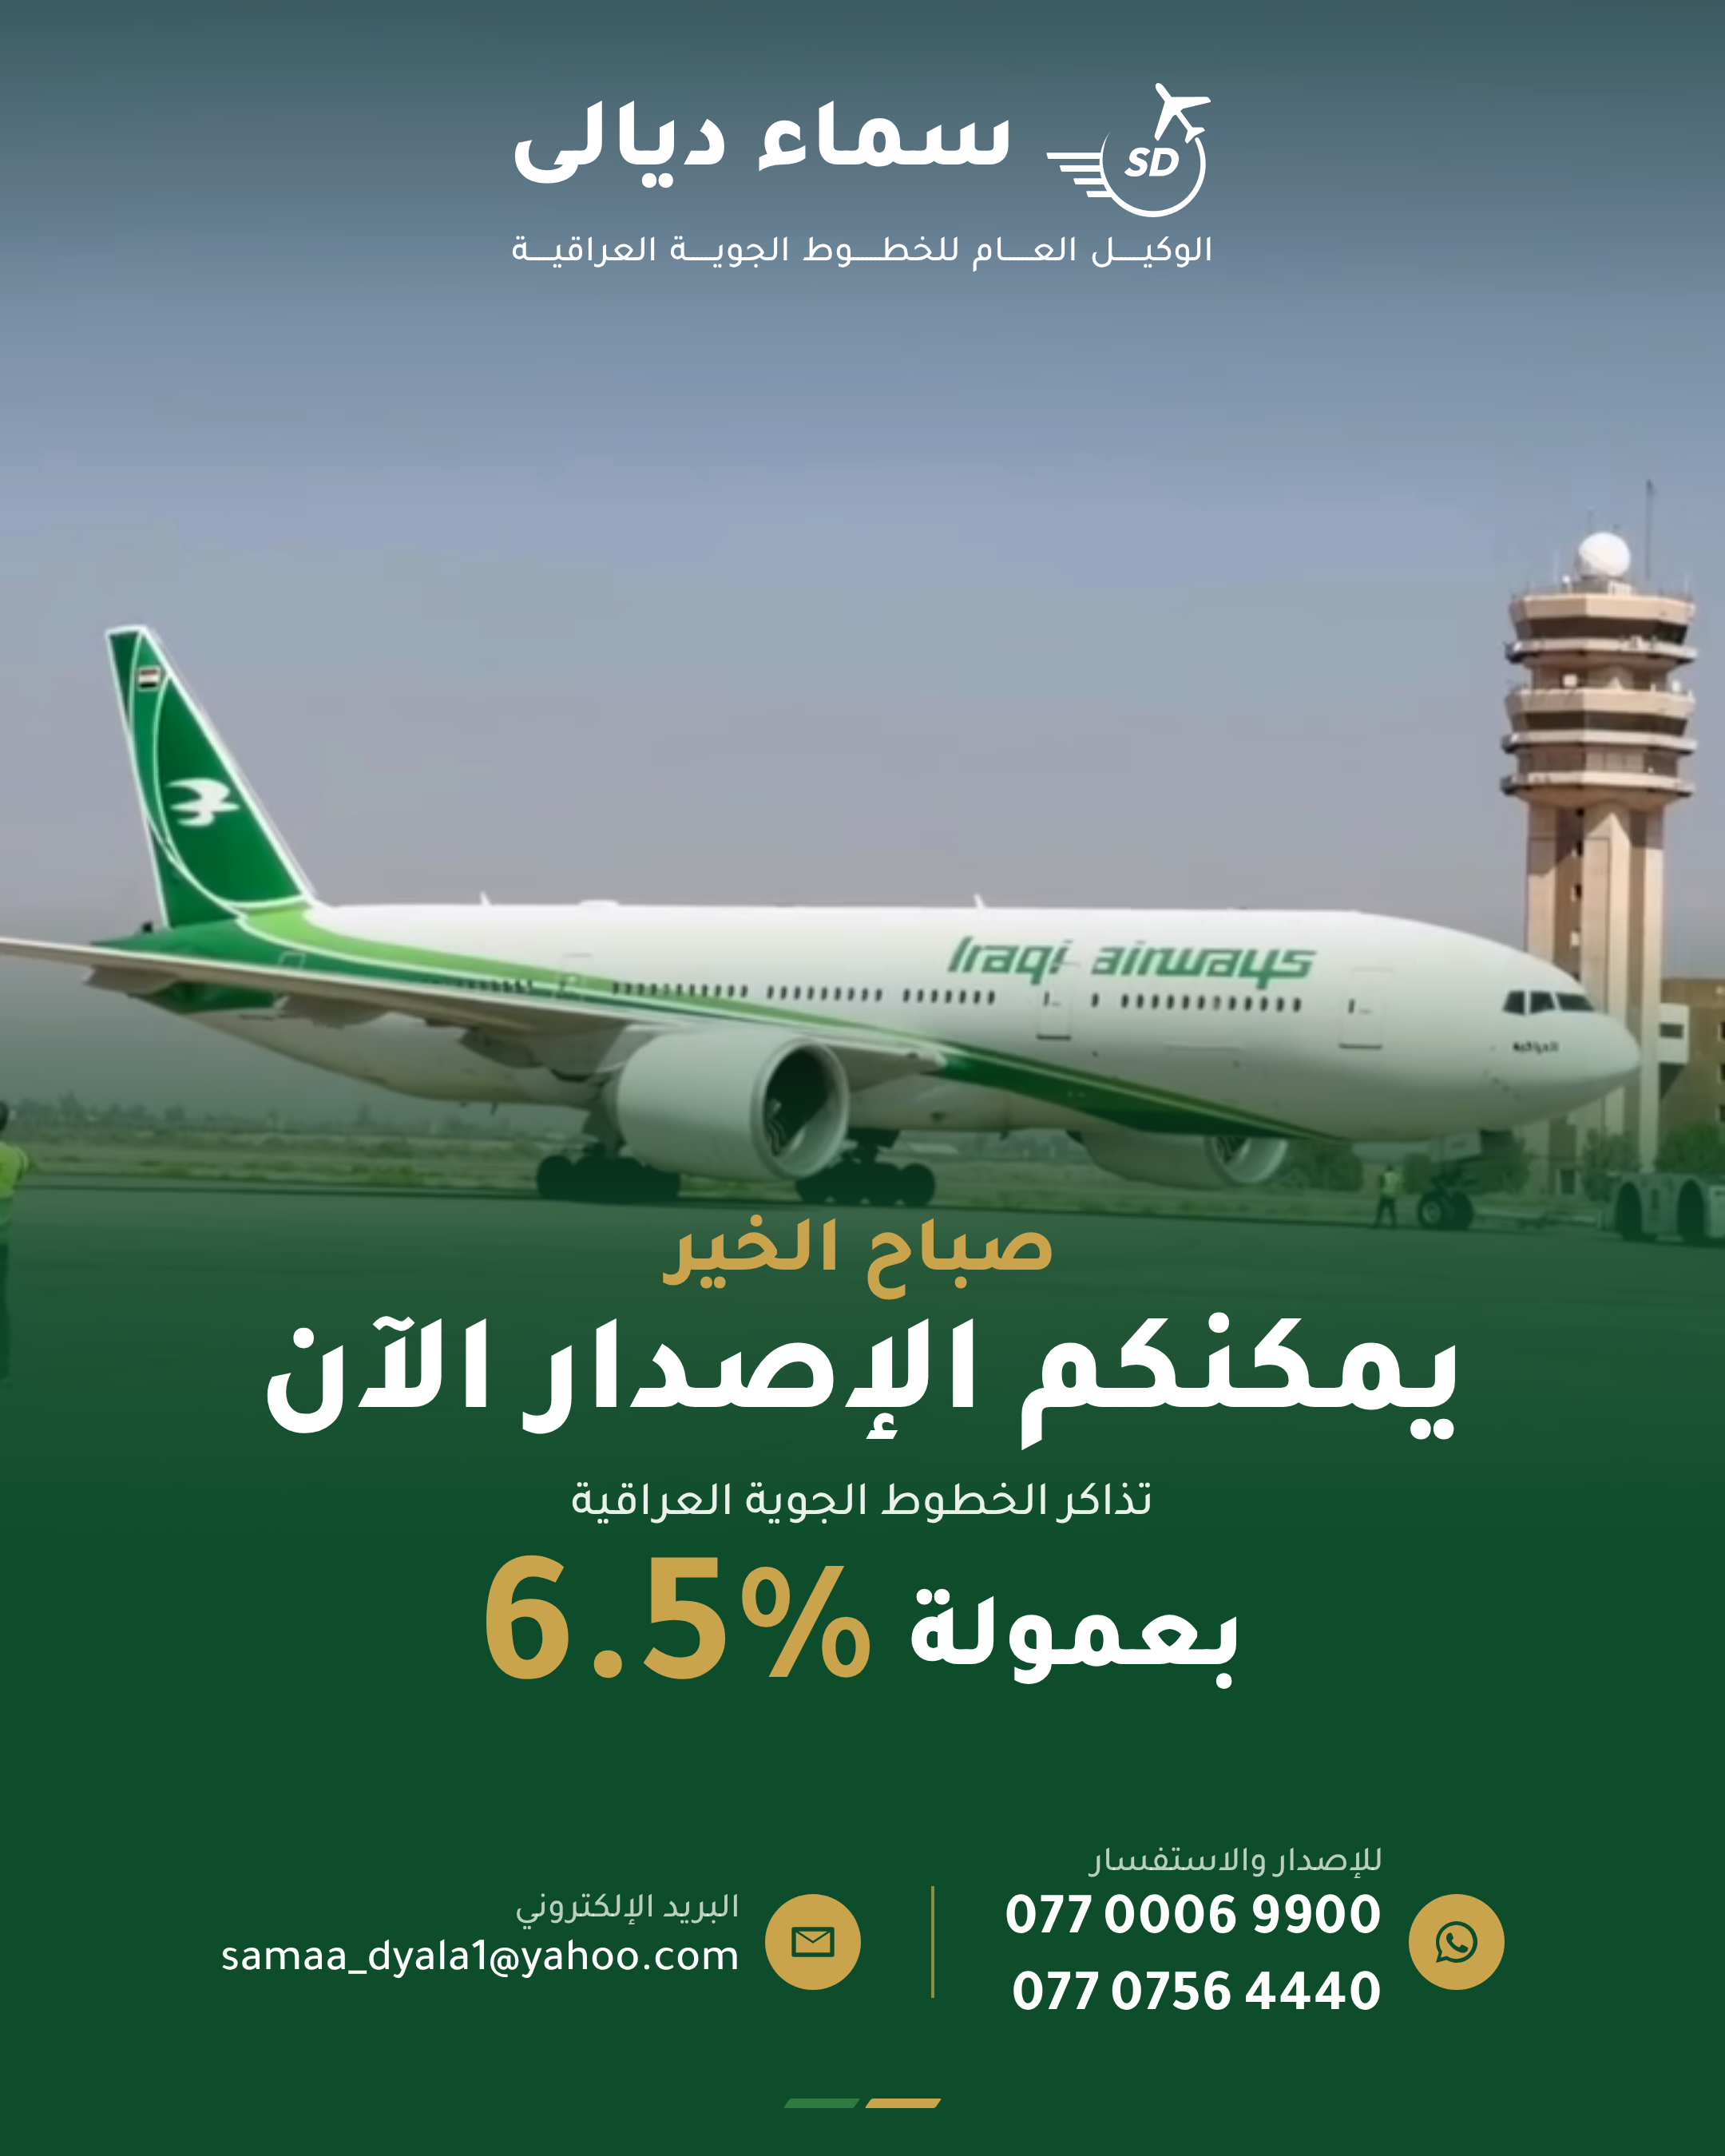 سماء ديالى
SD
الوكيـــل العـــام للخطـــوط الجويـــة العراقيـــة
Iraqi airways
العراقية
صباح الخير
يمكنكم الإصدار الآن
تذاكر الخطوط الجوية العراقية
بعمولة 6.5%
للإصدار والاستفسار
077 0006 9900
077 0756 4440
البريد الإلكتروني
samaa_dyala1@yahoo.com